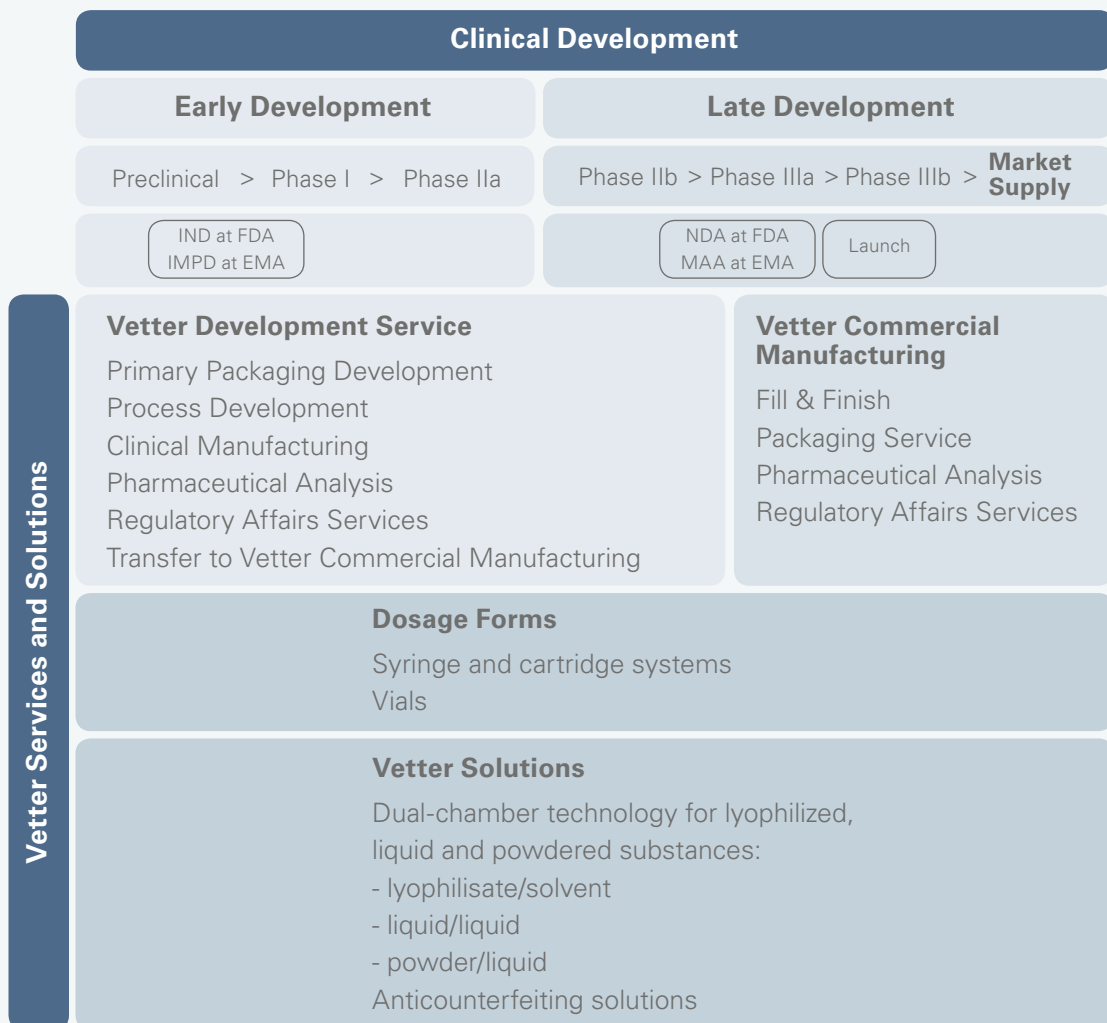 Clinical Development
Early Development
Late Development
Preclinical > Phase I > Phase IIa
Phase IIb > Phase IIIa > Phase IIIb > Market
Supply
IND at FDA
IMPD at EMA
NDA at FDA
MAA at EMA
Launch
Vetter Services and Solutions
Vetter Development Service
Primary Packaging Development
Process Development
Clinical Manufacturing
Pharmaceutical Analysis
Regulatory Affairs Services
Transfer to Vetter Commercial Manufacturing
Vetter Commercial
Manufacturing
Fill & Finish
Packaging Service
Pharmaceutical Analysis
Regulatory Affairs Services
Dosage Forms
Syringe and cartridge systems
Vials
Vetter Solutions
Dual-chamber technology for lyophilized,
liquid and powdered substances:
- lyophilisate/solvent
- liquid/liquid
- powder/liquid
Anticounterfeiting solutions